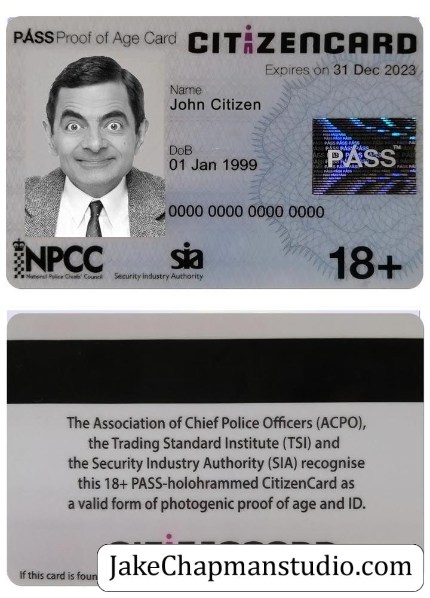 PASS Proof of Age Card CITIZENCARD
Expires on 31 Dec 2023
Name
John Citizen
DoB
01 Jan 1999
PASS™
0000 0000 0000 0000
NPCC
National Police Chiefs' Council
sia
Security Industry Authority
18+
The Association of Chief Police Officers (ACPO),
the Trading Standard Institute (TSI) and
the Security Industry Authority (SIA) recognise
this 18+ PASS-holohrammed CitizenCard as
a valid form of photogenic proof of age and ID.
JakeChapmanstudio.com
If this card is foun